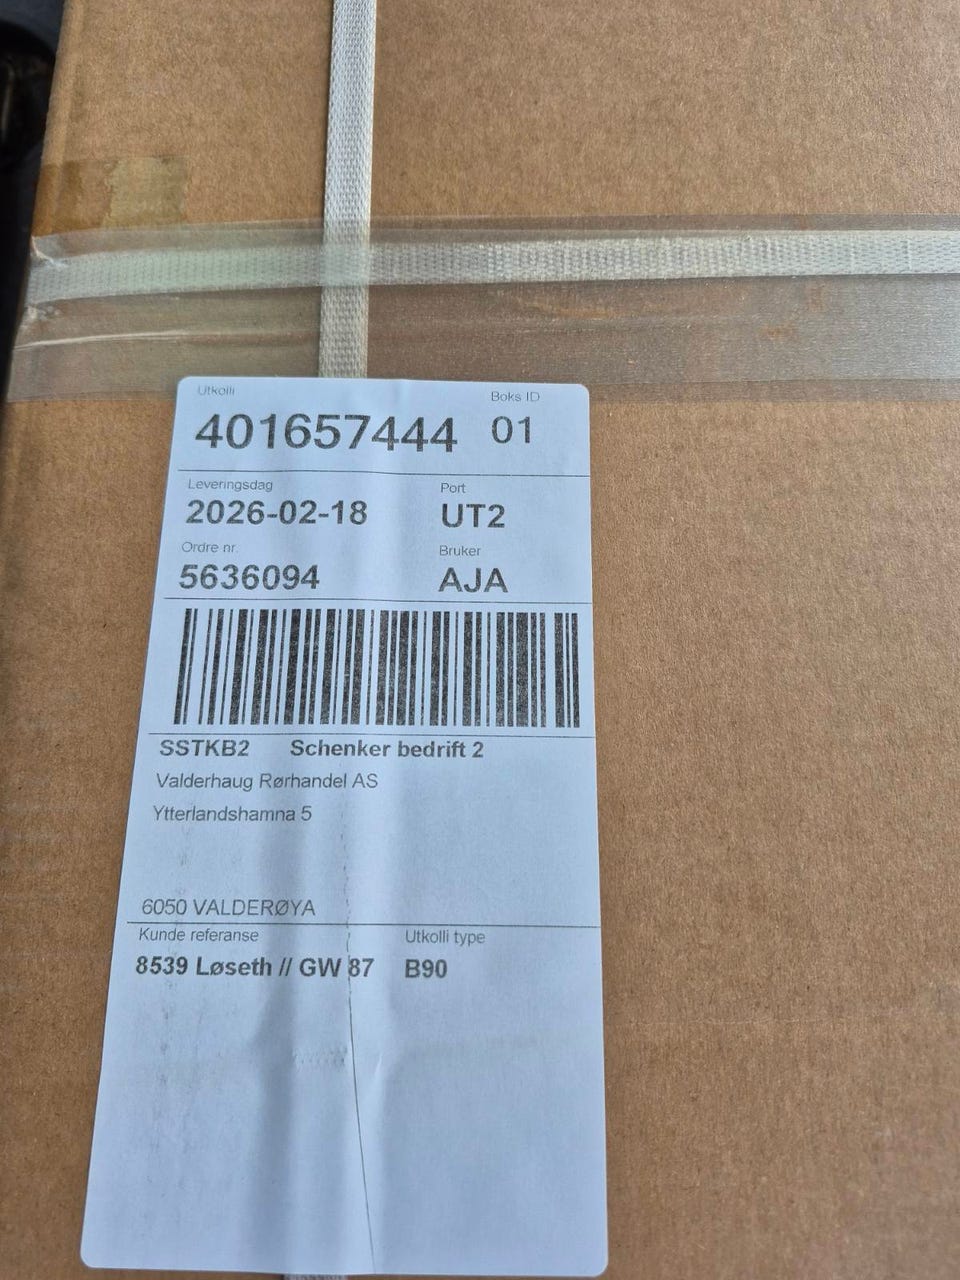 Utkolli Boks ID
401657444 01
Leveringsdag Port
2026-02-18 UT2
Ordre nr. Bruker
5636094 AJA
SSTKB2 Schenker bedrift 2
Valderhaug Rørhandel AS
Ytterlandshamna 5
6050 VALDERØYA
Kunde referanse Utkolli type
8539 Løseth // GW 87 B90